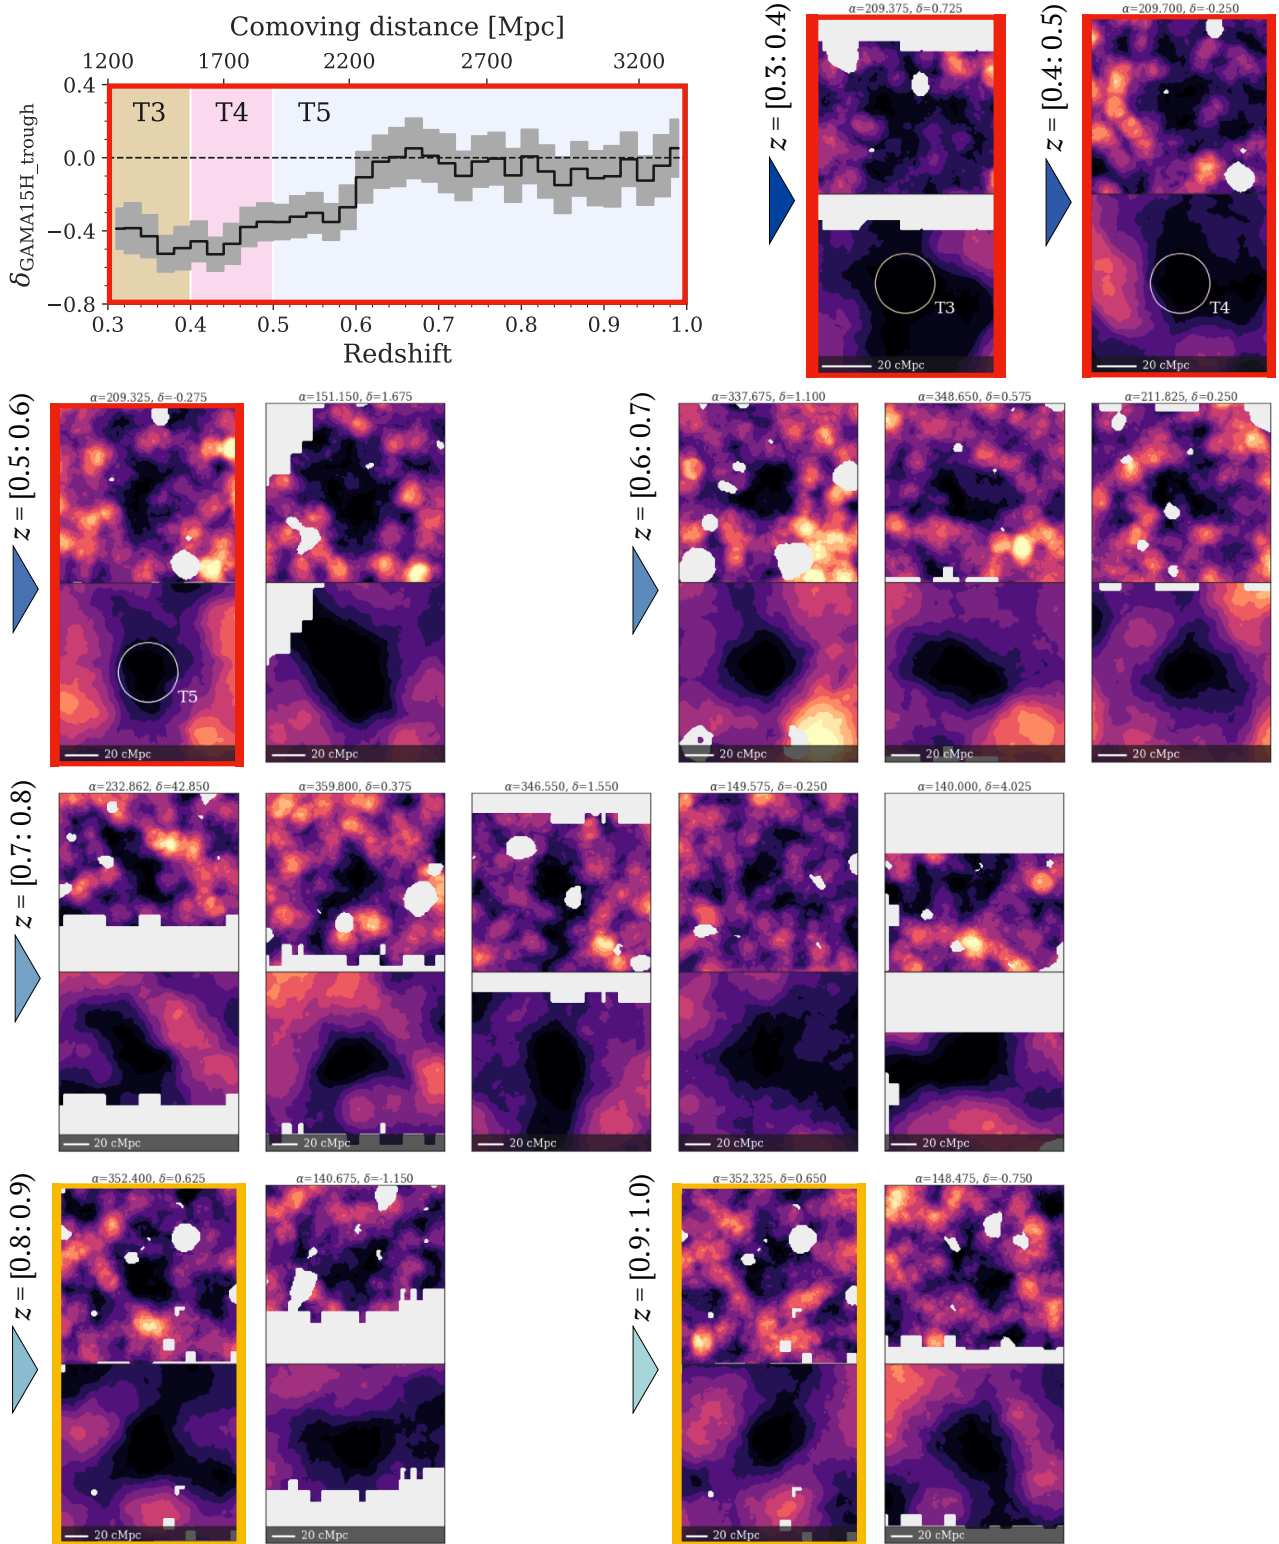 Comoving distance [Mpc]
1200 1700 2200 2700 3200
0.4
0.0
−0.4
−0.8
δGAMA15H_trough
T3 T4 T5
0.3 0.4 0.5 0.6 0.7 0.8 0.9 1.0
Redshift
z = [0.3: 0.4)
α=209.375, δ=0.725
T3
20 cMpc
z = [0.4: 0.5)
α=209.700, δ=-0.250
T4
20 cMpc
z = [0.5: 0.6)
α=209.325, δ=-0.275
T5
20 cMpc
α=151.150, δ=1.675
20 cMpc
z = [0.6: 0.7)
α=337.675, δ=1.100
20 cMpc
α=348.650, δ=0.575
20 cMpc
α=211.825, δ=0.250
20 cMpc
z = [0.7: 0.8)
α=232.862, δ=42.850
20 cMpc
α=359.800, δ=0.375
20 cMpc
α=346.550, δ=1.550
20 cMpc
α=149.575, δ=-0.250
20 cMpc
α=140.000, δ=4.025
20 cMpc
z = [0.8: 0.9)
α=352.400, δ=0.625
20 cMpc
α=140.675, δ=-1.150
20 cMpc
z = [0.9: 1.0)
α=352.325, δ=0.650
20 cMpc
α=148.475, δ=-0.750
20 cMpc